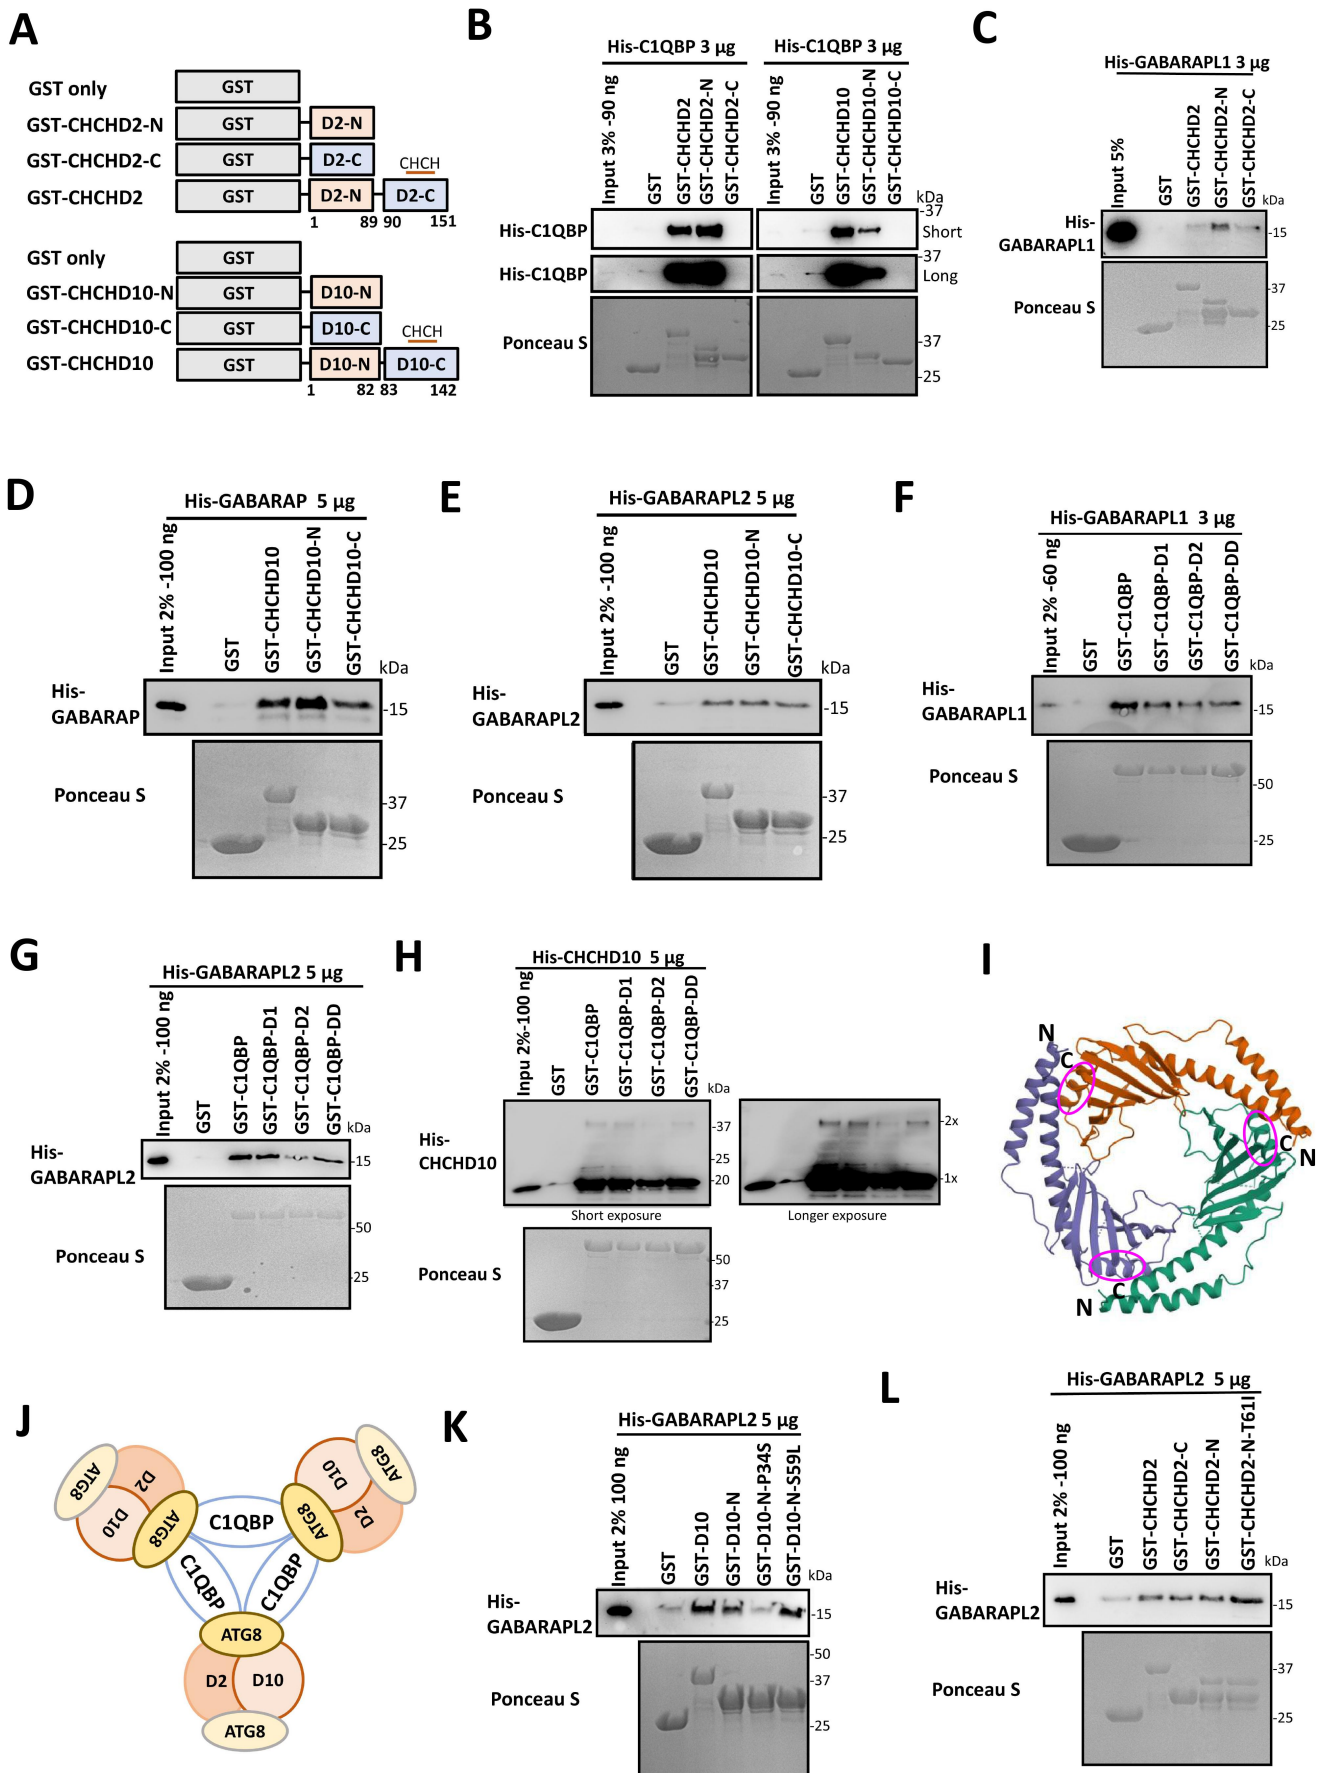 A
GST only
GST
GST-CHCHD2-N
GST
D2-N
GST-CHCHD2-C
GST
D2-C
CHCH
GST-CHCHD2
GST
D2-N
D2-C
1
89
90
151
GST only
GST
GST-CHCHD10-N
GST
D10-N
GST-CHCHD10-C
GST
D10-C
CHCH
GST-CHCHD10
GST
D10-N
D10-C
1
82
83
142
B
His-C1QBP 3 µg
His-C1QBP 3 µg
Input 3% -90 ng
GST
GST-CHCHD2
GST-CHCHD2-N
GST-CHCHD2-C
Input 3% -90 ng
GST
GST-CHCHD10
GST-CHCHD10-N
GST-CHCHD10-C
kDa
-37
His-C1QBP
Short
-37
His-C1QBP
Long
Ponceau S
-37
-25
C
His-GABARAPL1 3 µg
Input 5%
GST
GST-CHCHD2
GST-CHCHD2-N
GST-CHCHD2-C
kDa
His-
GABARAPL1
-15
Ponceau S
-37
-25
D
His-GABARAP 5 µg
Input 2% -100 ng
GST
GST-CHCHD10
GST-CHCHD10-N
GST-CHCHD10-C
kDa
His-
GABARAP
-15
Ponceau S
-37
-25
E
His-GABARAPL2 5 µg
Input 2% -100 ng
GST
GST-CHCHD10
GST-CHCHD10-N
GST-CHCHD10-C
kDa
His-
GABARAPL2
-15
Ponceau S
-37
-25
F
His-GABARAPL1 3 µg
Input 2% -60 ng
GST
GST-C1QBP
GST-C1QBP-D1
GST-C1QBP-D2
GST-C1QBP-DD
kDa
His-
GABARAPL1
-15
Ponceau S
-50
-25
G
His-GABARAPL2 5 µg
Input 2% -100 ng
GST
GST-C1QBP
GST-C1QBP-D1
GST-C1QBP-D2
GST-C1QBP-DD
kDa
His-
GABARAPL2
-15
Ponceau S
-50
-25
H
His-CHCHD10 5 µg
Inpu 2%-100 ng
GST
GST-C1QBP
GST-C1QBP-D1
GST-C1QBP-D2
GST-C1QBP-DD
kDa
His-
CHCHD10
-37
-25
-20
-2x
-1x
Short exposure
Longer exposure
Ponceau S
-50
-37
-25
I
N
C
C
N
C
N
J
ATG8
D2
D10
ATG8
C1QBP
D10
ATG8
ATG8
D2
C1QBP
C1QBP
ATG8
D2
D10
ATG8
K
His-GABARAPL2 5 µg
Input 2% 100 ng
GST
GST-D10
GST-D10-N
GST-D10-N-P34S
GST-D10-N-S59L
kDa
His-
GABARAPL2
-15
Ponceau S
-50
-37
-25
L
His-GABARAPL2 5 µg
Input 2% -100 ng
GST
GST-CHCHD2
GST-CHCHD2-C
GST-CHCHD2-N
GST-CHCHD2-N-T61I
kDa
His-
GABARAPL2
-15
Ponceau S
-37
-25